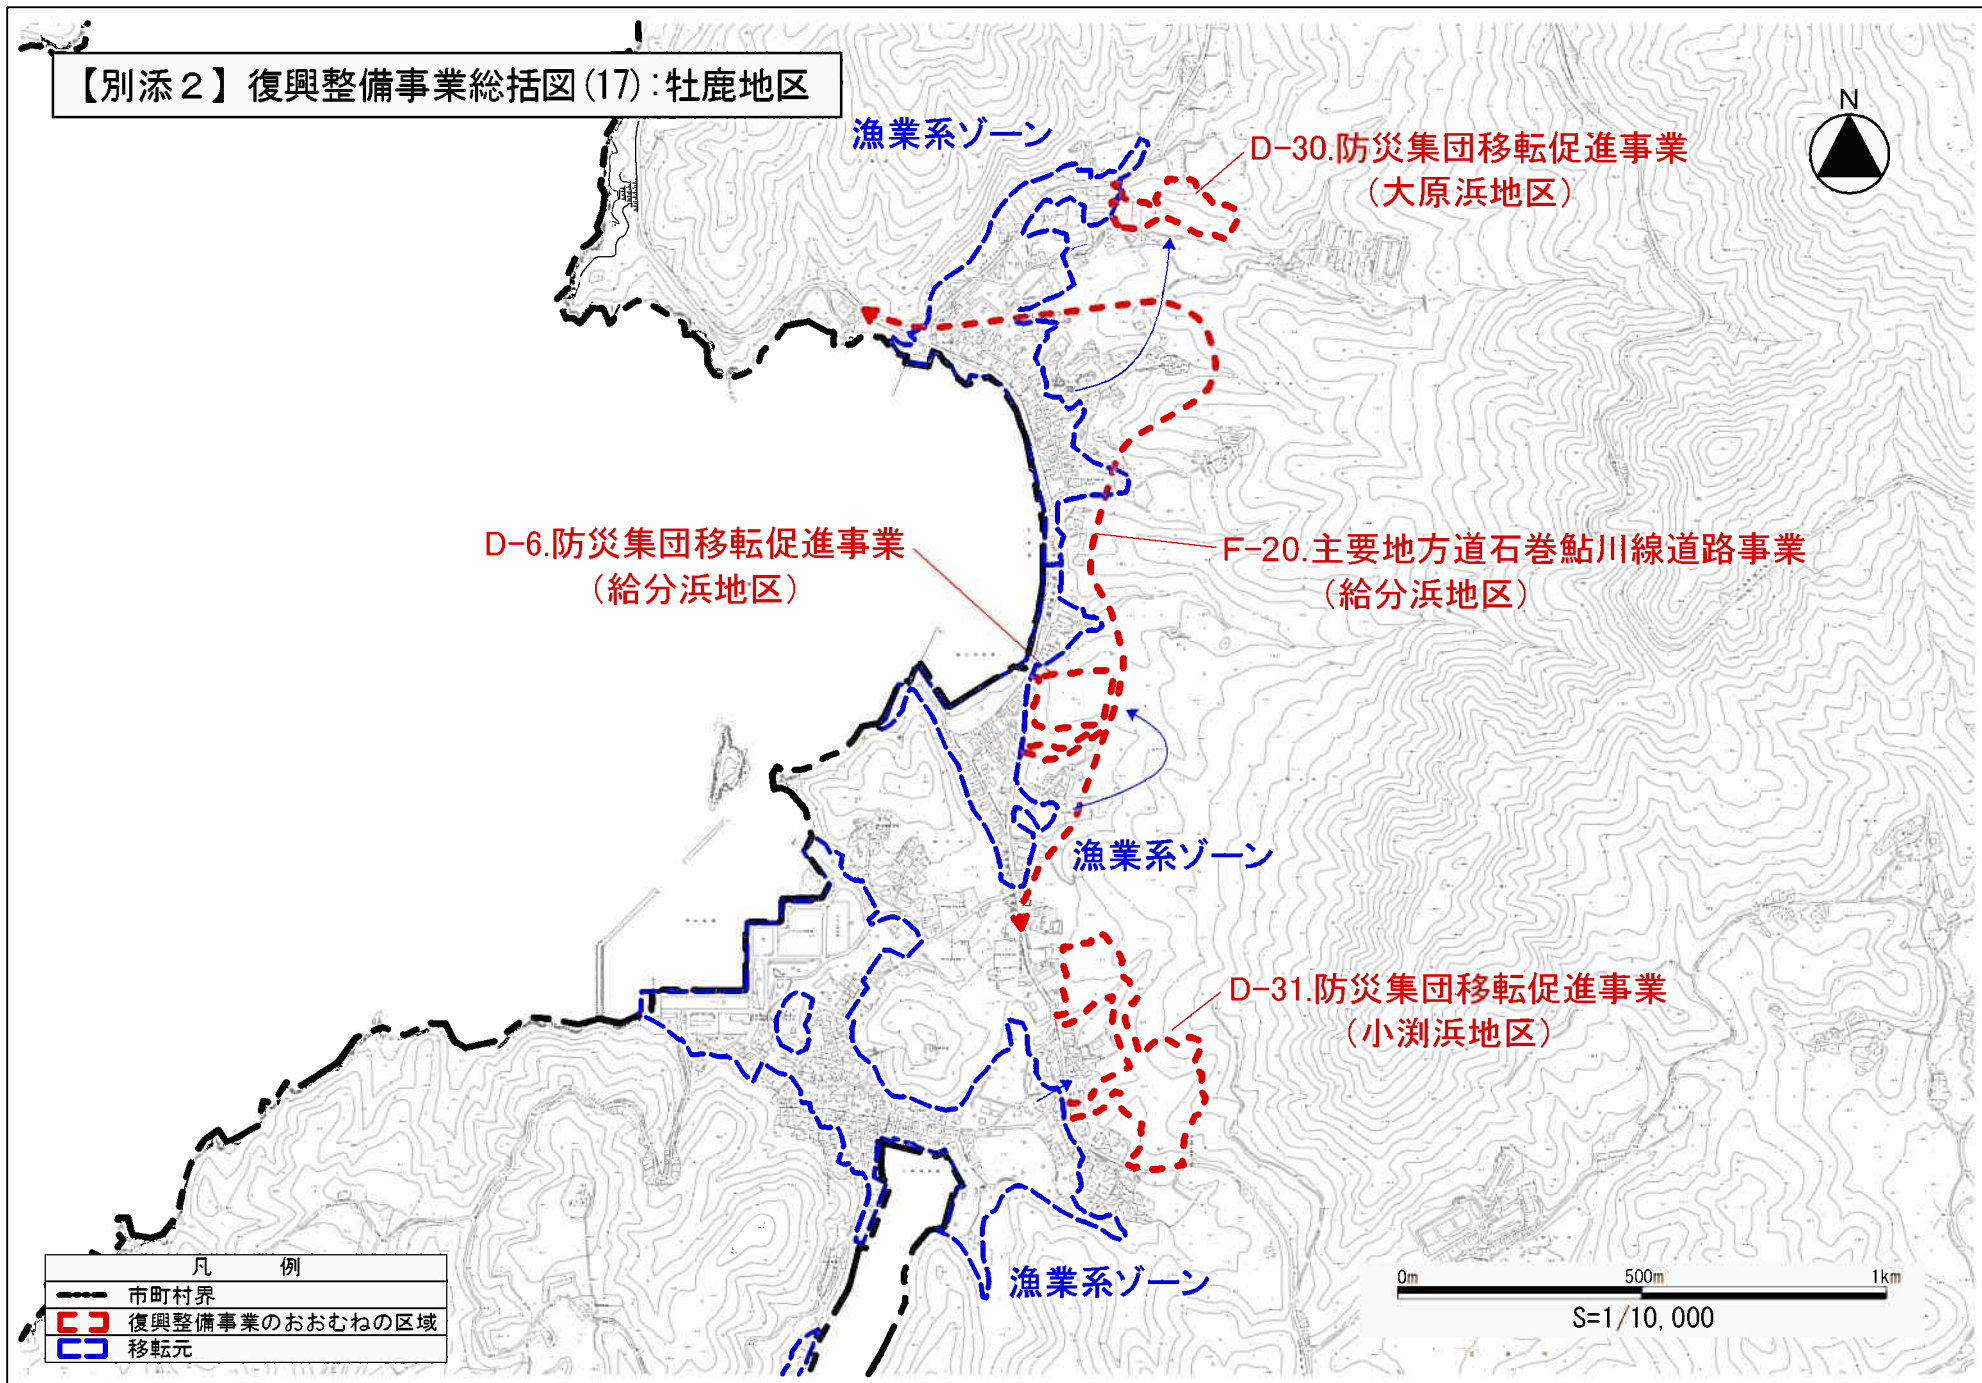 【別添２】復興整備事業総括図(17):牡鹿地区
N
漁業系ゾーン
D-30.防災集団移転促進事業
（大原浜地区）
D-6.防災集団移転促進事業
（給分浜地区）
F-20.主要地方道石巻鮎川線道路事業
（給分浜地区）
漁業系ゾーン
D-31.防災集団移転促進事業
（小渕浜地区）
漁業系ゾーン
凡 例
市町村界
復興整備事業のおおむねの区域
移転元
0m 500m 1km
S=1/10,000